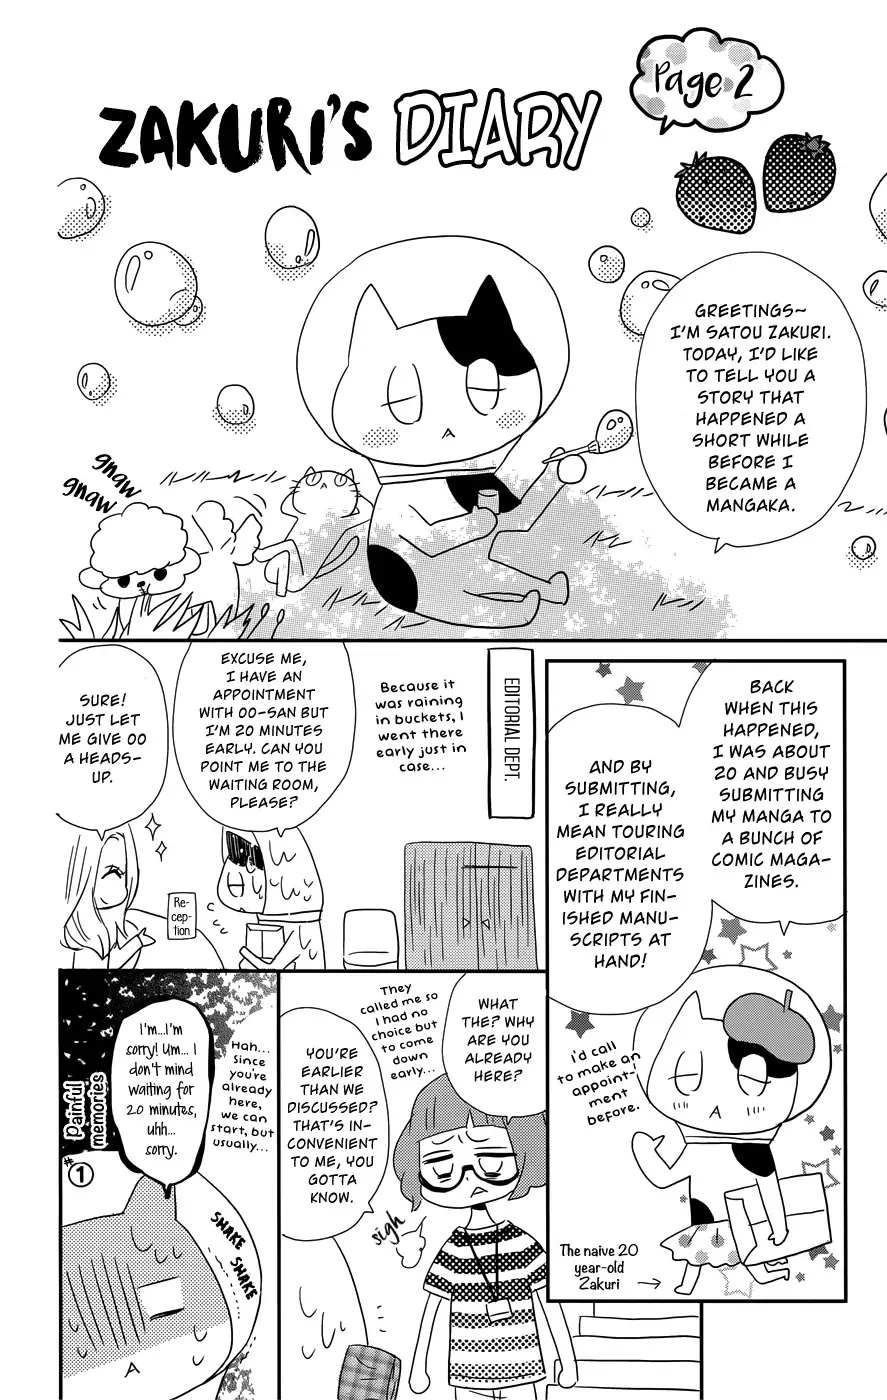 ZAKURI'S DIARY
Page 2
GREETINGS~
I'M SATOU ZAKURI.
TODAY, I'D LIKE
TO TELL YOU A
STORY THAT
HAPPENED A
SHORT WHILE
BEFORE I
BECAME A
MANGAKA.
gnaw
gnaw
BACK
WHEN THIS
HAPPENED,
I WAS ABOUT
20 AND BUSY
SUBMITTING
MY MANGA TO
A BUNCH OF
COMIC MAGA-
ZINES.
AND BY
SUBMITTING,
I REALLY
MEAN TOURING
EDITORIAL
DEPARTMENTS
WITH MY FIN-
ISHED MANU-
SCRIPTS AT
HAND!
I'd call
to make an
appoint-
ment
before.
The naive 20
year-old
Zakuri
EDITORIAL DEPT.
Because it
was raining
in buckets, I
went there
early just in
case...
EXCUSE ME,
I HAVE AN
APPOINTMENT
WITH OO-SAN BUT
I'M 20 MINUTES
EARLY. CAN YOU
POINT ME TO THE
WAITING ROOM,
PLEASE?
SURE!
JUST LET
ME GIVE OO
A HEADS-
UP.
Re-
cep-
tion
WHAT
THE? WHY
ARE YOU
ALREADY
HERE?
They
called me so
I had no
choice but
to come
down
early...
YOU'RE
EARLIER
THAN WE
DISCUSSED?
THAT'S IN-
CONVENIENT
TO ME, YOU
GOTTA
KNOW.
sigh
Hah...
since
you're
already
here,
we can
start, but
usually...
I'm...I'm
sorry! Um... I
don't mind
waiting for
20 minutes,
uhh...
sorry.
Painful
memories
#1
SHAKE SHAKE